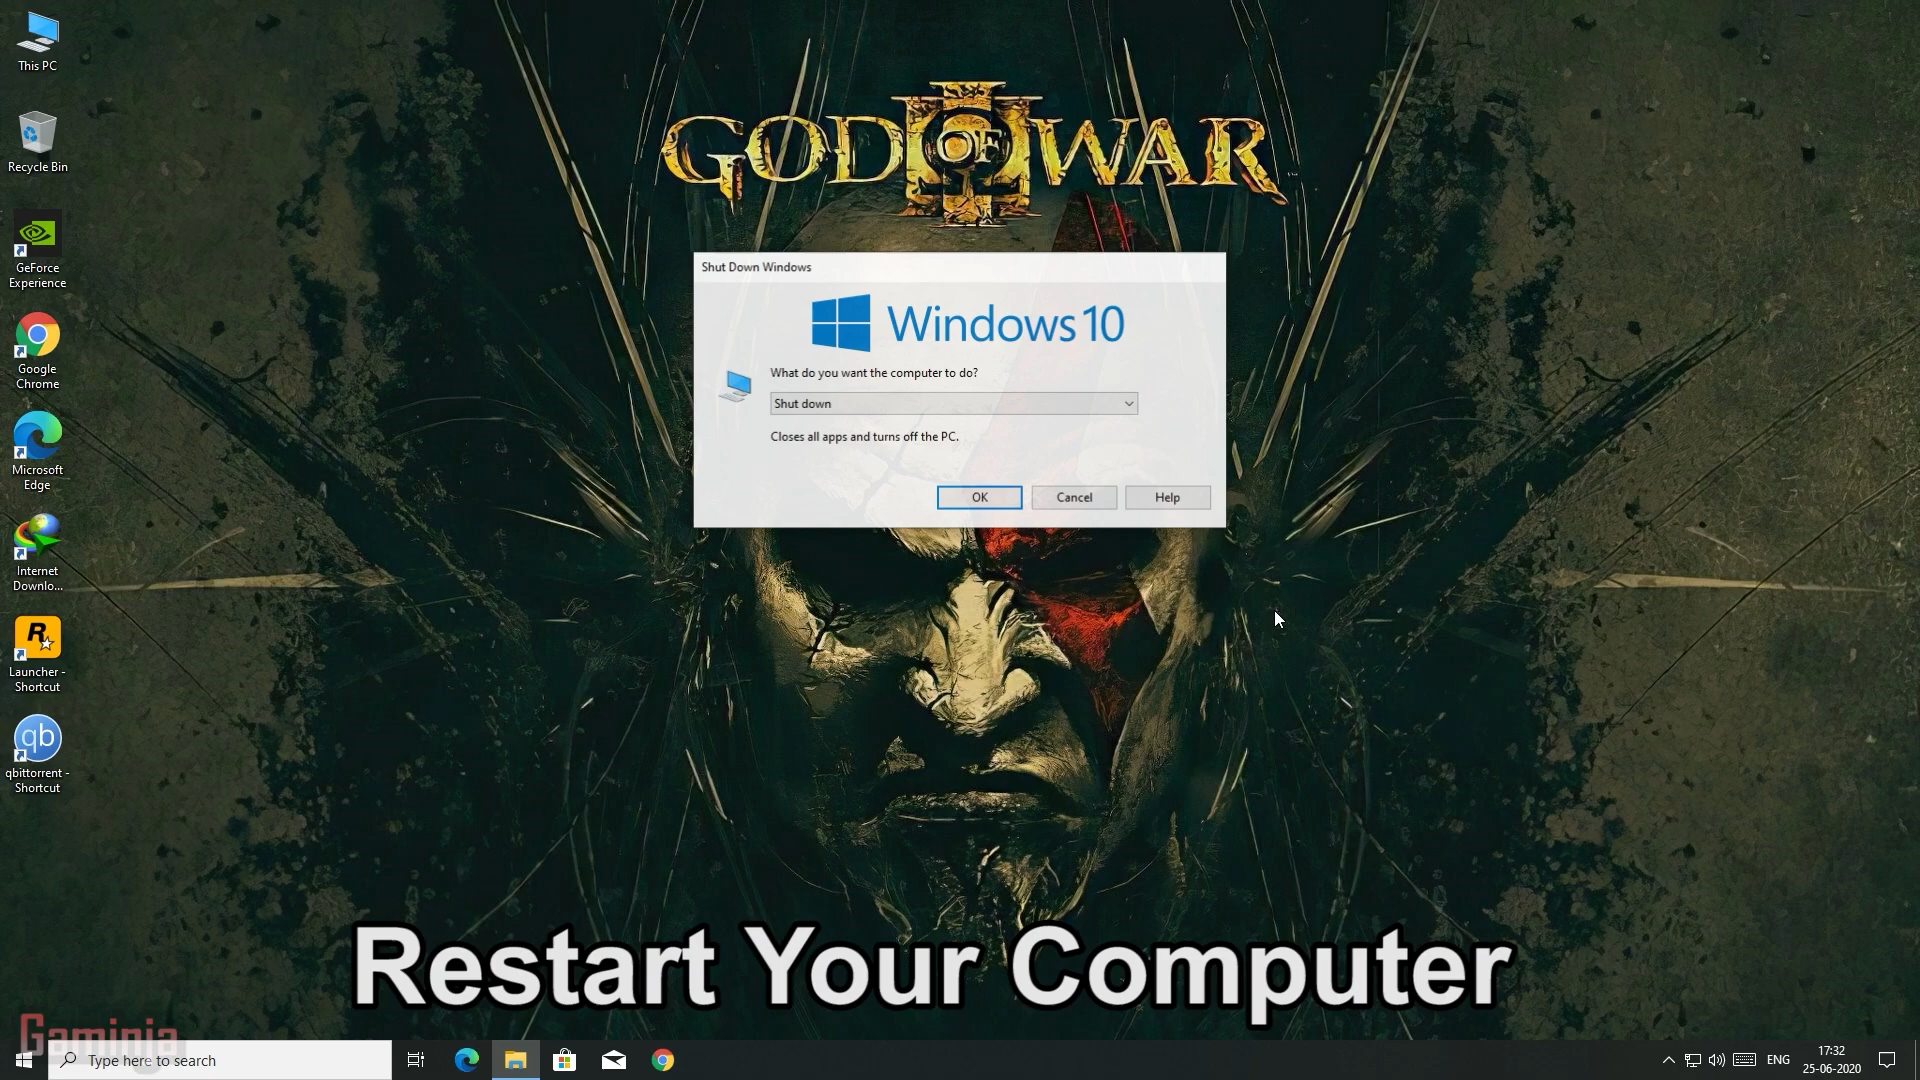 This PC
Recycle Bin
GeForce
Experience
Google
Chrome
Microsoft
Edge
Internet
Downlo...
R
Launcher -
Shortcut
qb
qbittorrent -
Shortcut
GOD OF WAR
III
Shut Down Windows
Windows 10
What do you want the computer to do?
Shut down
Closes all apps and turns off the PC.
OK
Cancel
Help
Restart Your Computer
Gaminja
Type here to search
ENG
17:32
25-06-2020